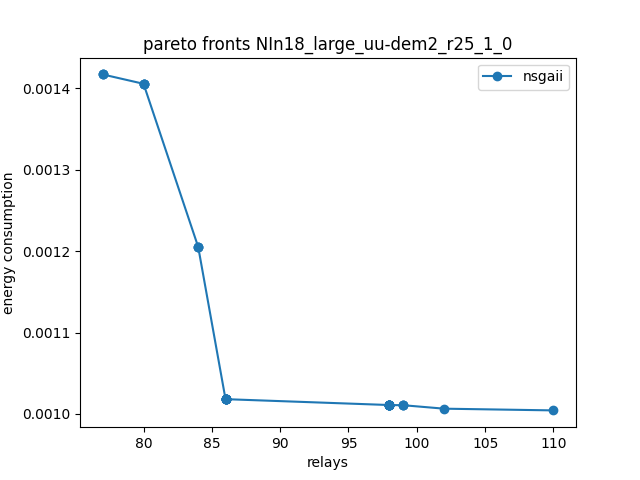 pareto fronts NIn18_large_uu-dem2_r25_1_0
nsgaii
energy consumption
0.0014
0.0013
0.0012
0.0011
0.0010
80 85 90 95 100 105 110
relays